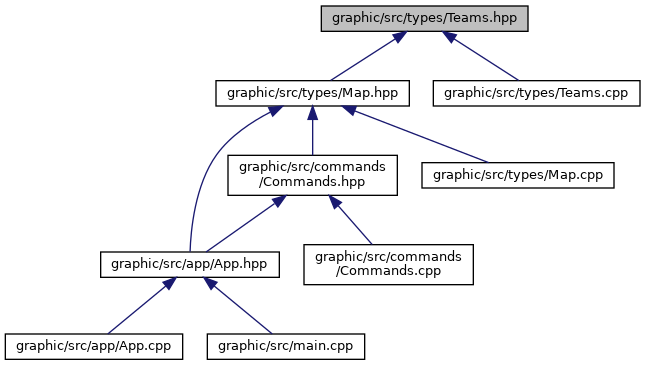 graphic/src/types/Teams.hpp
graphic/src/types/Map.hpp
graphic/src/types/Teams.cpp
graphic/src/commands
/Commands.hpp
graphic/src/types/Map.cpp
graphic/src/app/App.hpp
graphic/src/commands
/Commands.cpp
graphic/src/app/App.cpp
graphic/src/main.cpp